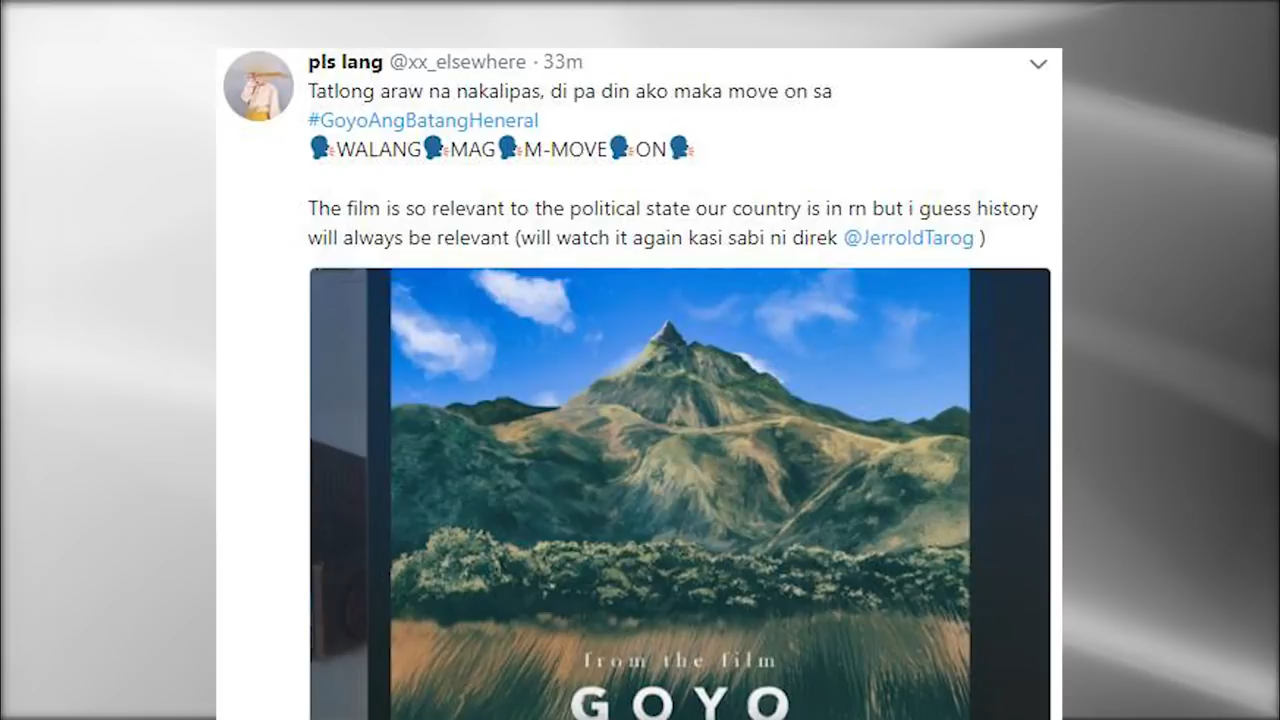 pls lang @xx_elsewhere · 33m
Tatlong araw na nakalipas, di pa din ako maka move on sa
#GoyoAngBatangHeneral
🗣WALANG🗣MAG🗣M-MOVE🗣ON🗣
The film is so relevant to the political state our country is in rn but i guess history
will always be relevant (will watch it again kasi sabi ni direk @JerroldTarog )
from the film
GOYO